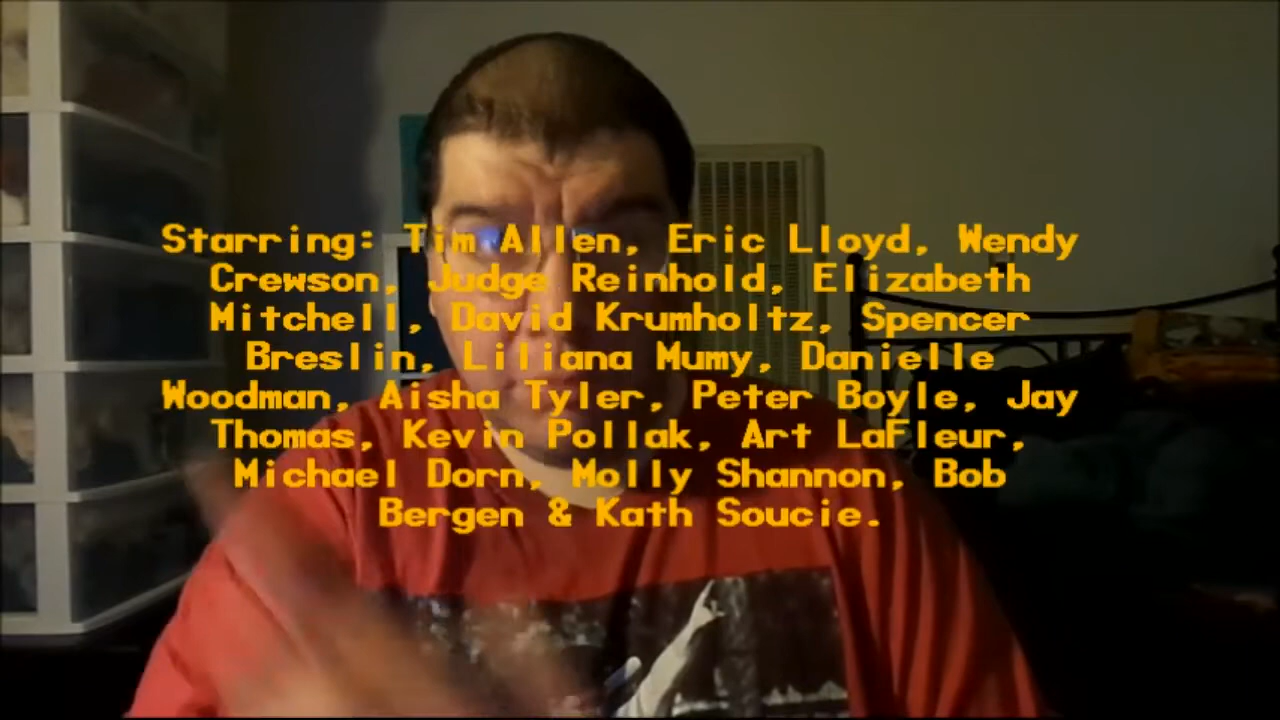 Starring: Tim Allen, Eric Lloyd, Wendy
Crewson, Judge Reinhold, Elizabeth
Mitchell, David Krumholtz, Spencer
Breslin, Liliana Mumy, Danielle
Woodman, Aisha Tyler, Peter Boyle, Jay
Thomas, Kevin Pollak, Art LaFleur,
Michael Dorn, Molly Shannon, Bob
Bergen & Kath Soucie.